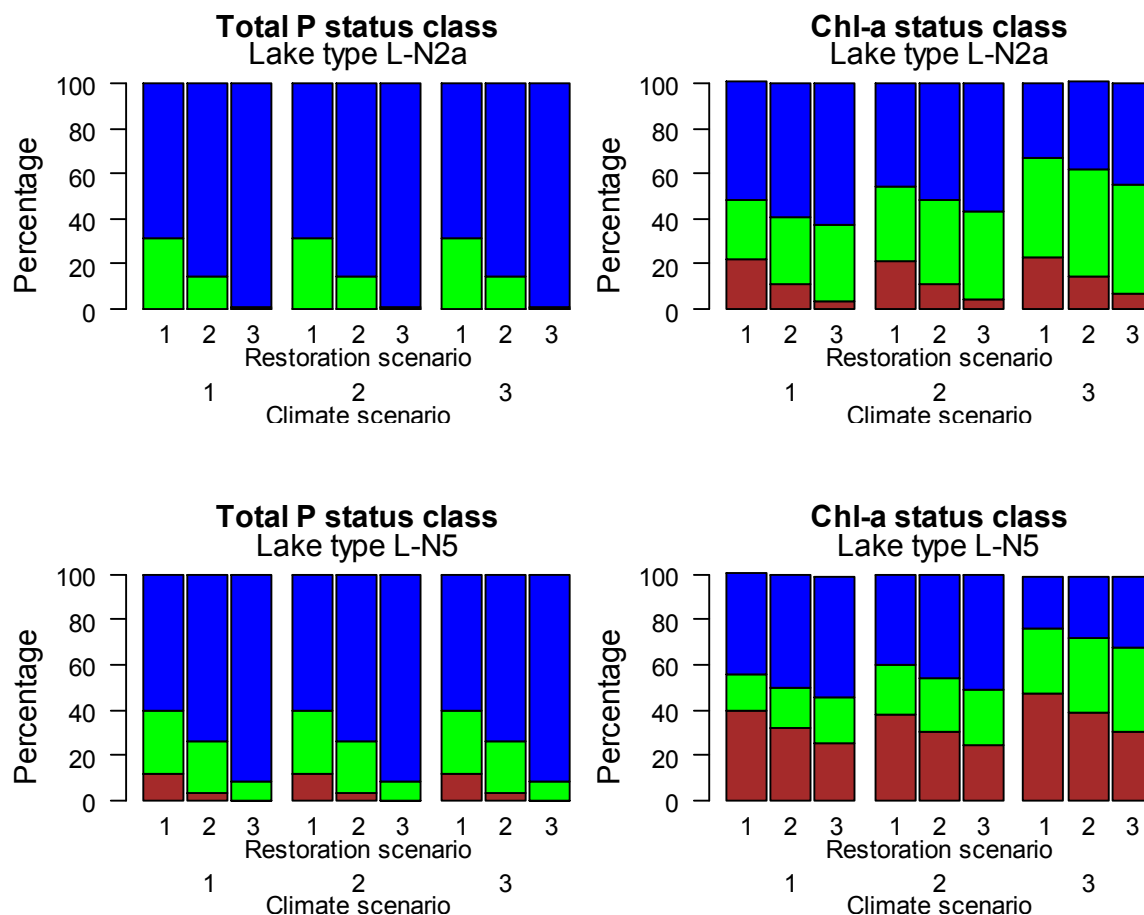 Total P status class
Lake type L-N2a
Percentage
100
80
60
40
20
0
1 2 3 1 2 3 1 2 3
Restoration scenario
1 2 3
Climate scenario
Chl-a status class
Lake type L-N2a
Percentage
100
80
60
40
20
0
1 2 3 1 2 3 1 2 3
Restoration scenario
1 2 3
Climate scenario
Total P status class
Lake type L-N5
Percentage
100
80
60
40
20
0
1 2 3 1 2 3 1 2 3
Restoration scenario
1 2 3
Climate scenario
Chl-a status class
Lake type L-N5
Percentage
100
80
60
40
20
0
1 2 3 1 2 3 1 2 3
Restoration scenario
1 2 3
Climate scenario